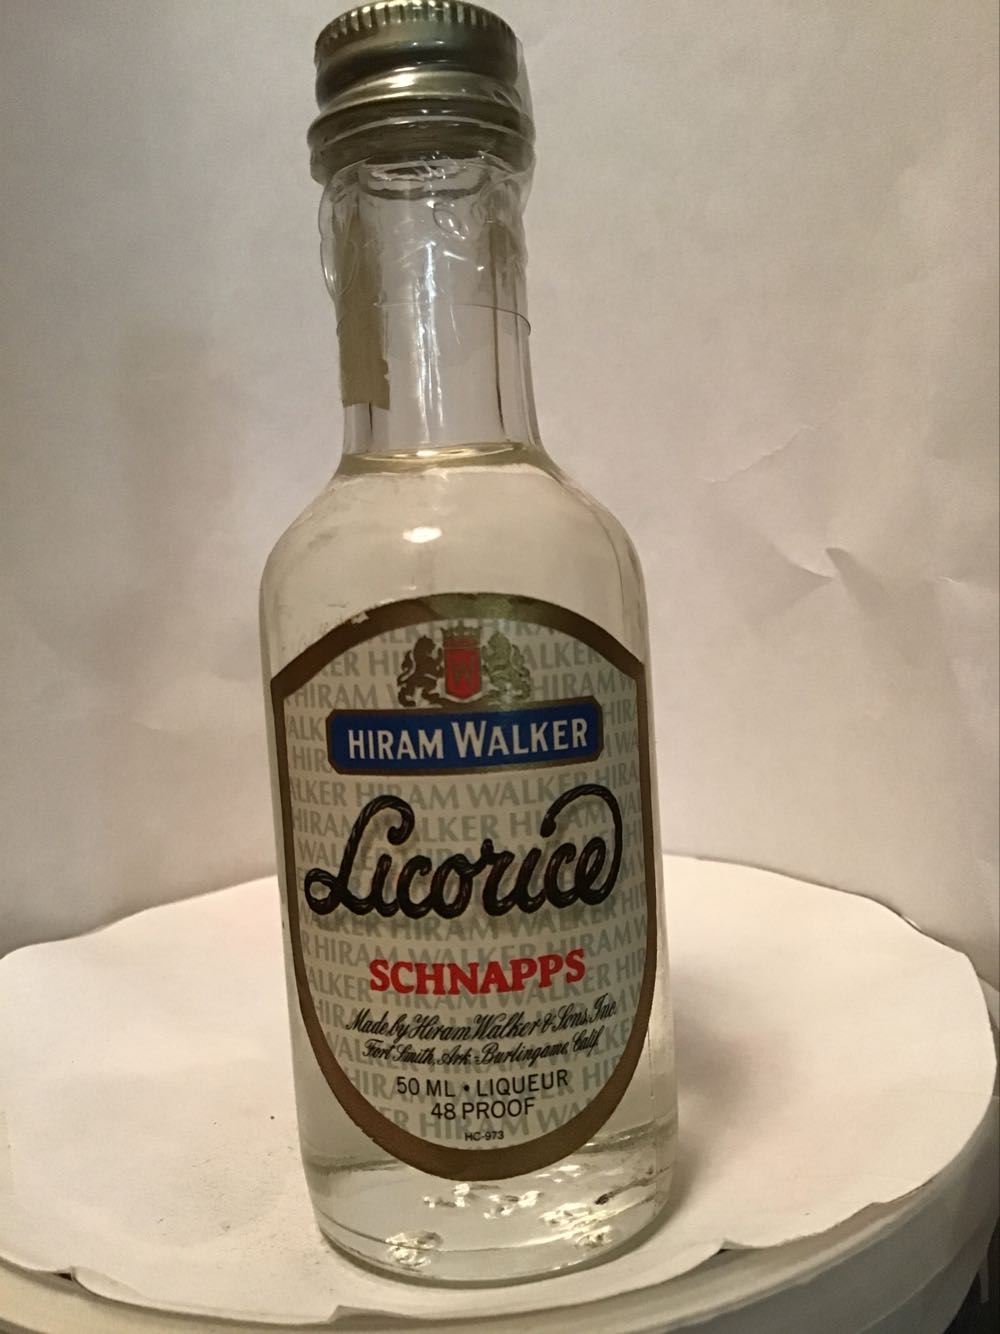 HIRAM WALKER
Licorice
SCHNAPPS
Made by Hiram Walker & Sons, Inc.
Fort Smith, Ark - Burlingame, Calif.
50 ML • LIQUEUR
48 PROOF
HC-973